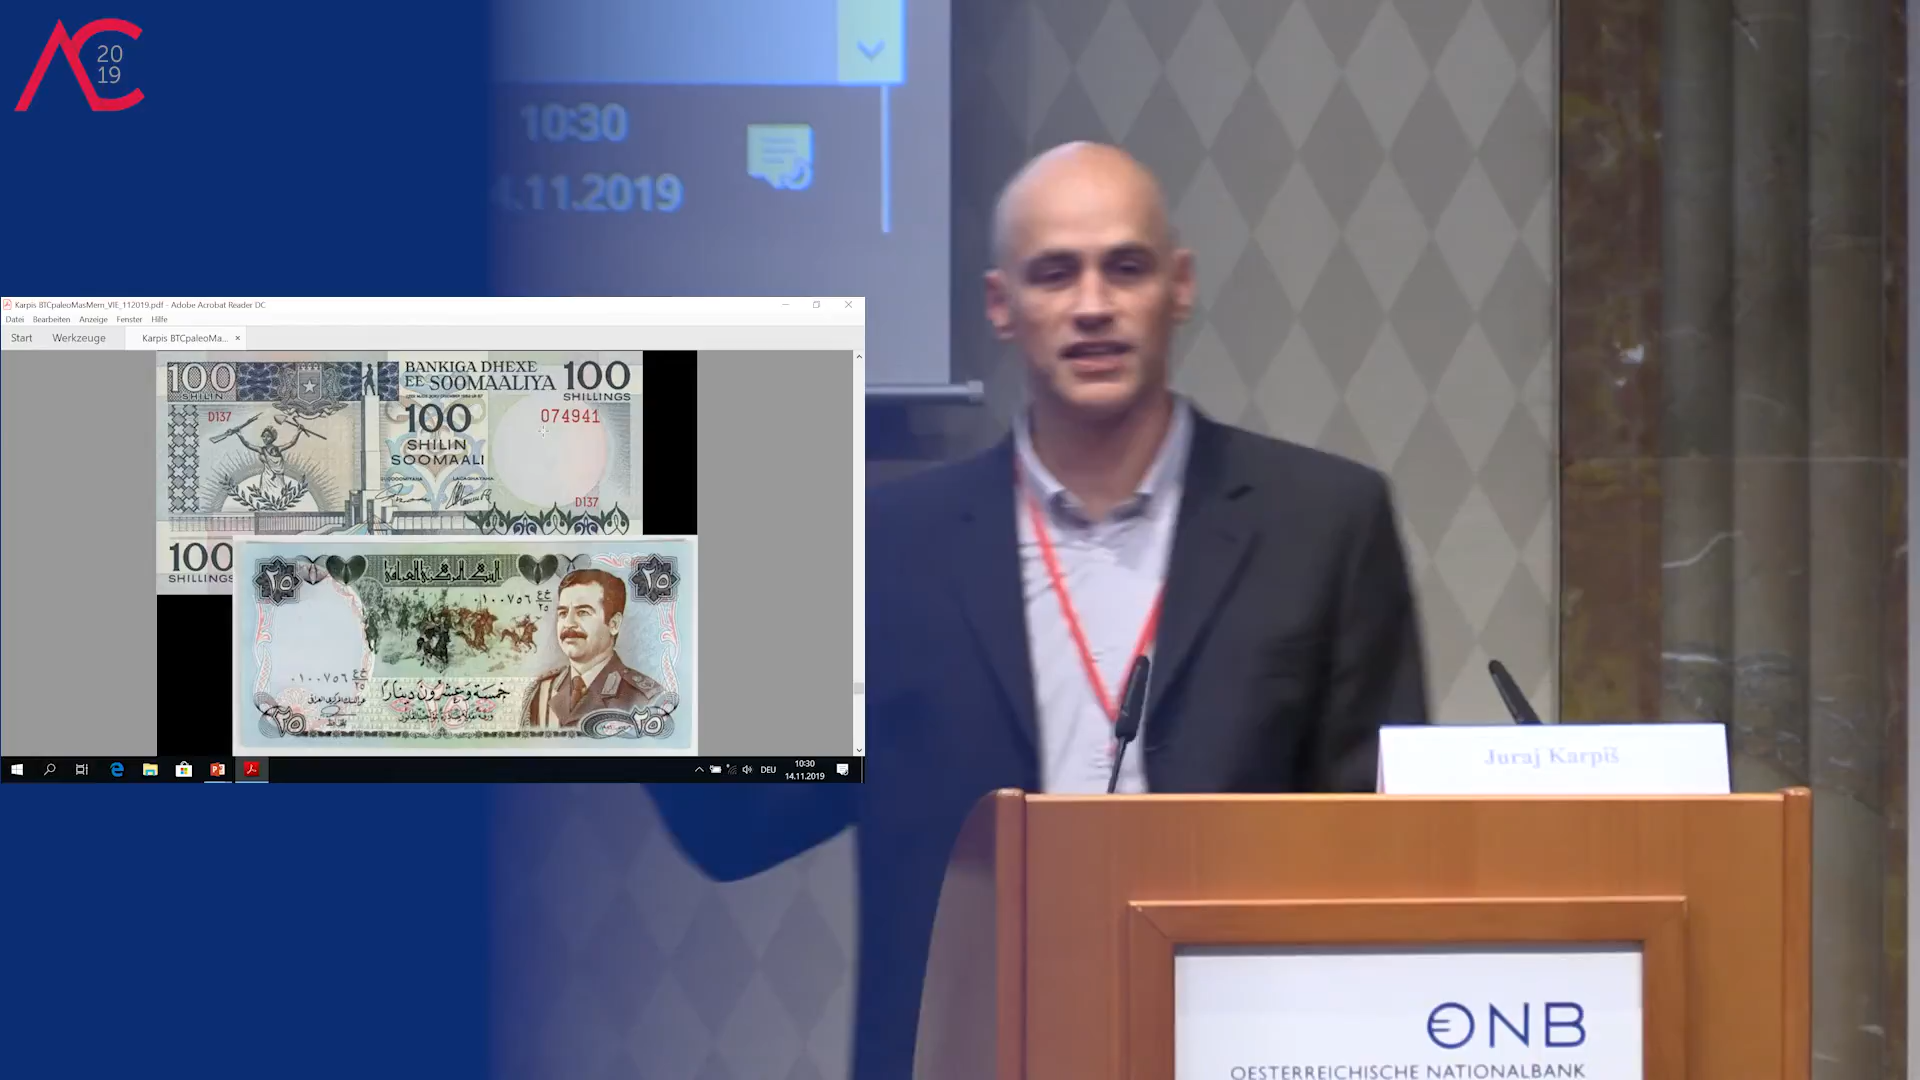 20
19
10:30
4.11.2019
Karpis BTCpaleoMasMem_VIE_112019.pdf - Adobe Acrobat Reader DC
Datei Bearbeiten Anzeige Fenster Hilfe
Start Werkzeuge Karpis BTCpaleoMa... ×
100 BANKIGA DHEXE 100
SHILIN EE SOOMAALIYA SHILLINGS
D137 100 074941
SHILIN
SOOMAALI
D137
100
SHILLINGS
البنك المركزي العراقي
٢٥ ٢٥
٠١٠٠٧٥٦
٠١٠٠٧٥٦
خمسة وعشرون دينارا
٢٥ ٢٥
DEU 10:30
14.11.2019
Juraj Karpiš
ONB
OESTERREICHISCHE NATIONALBANK